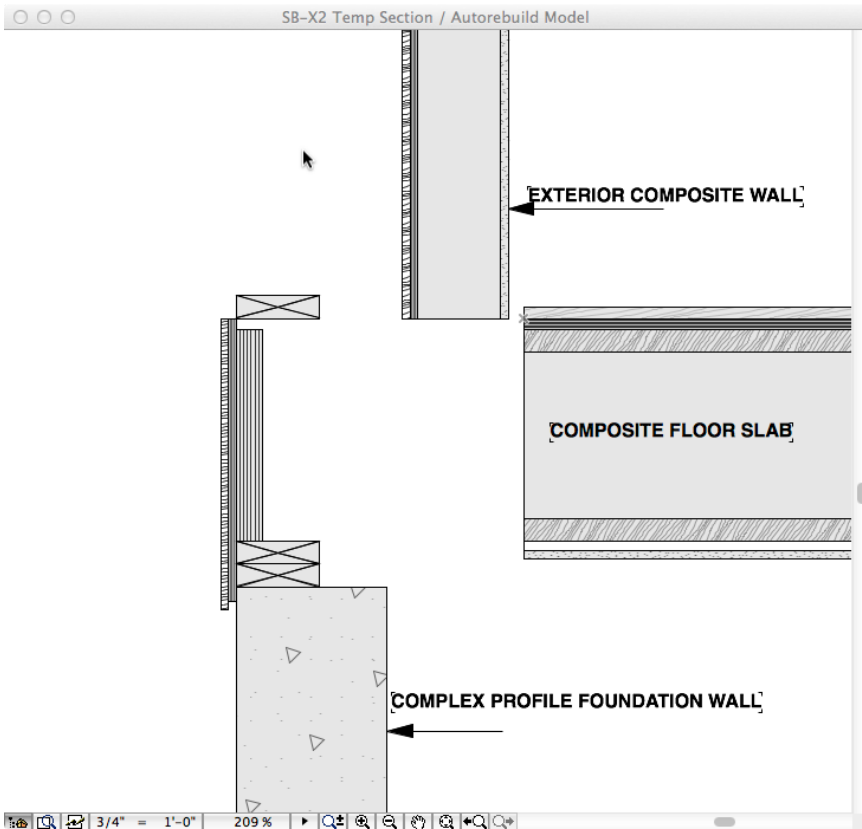 SB-X2 Temp Section / Autorebuild Model
EXTERIOR COMPOSITE WALL
COMPOSITE FLOOR SLAB
COMPLEX PROFILE FOUNDATION WALL
3/4" = 1'-0" 209 %